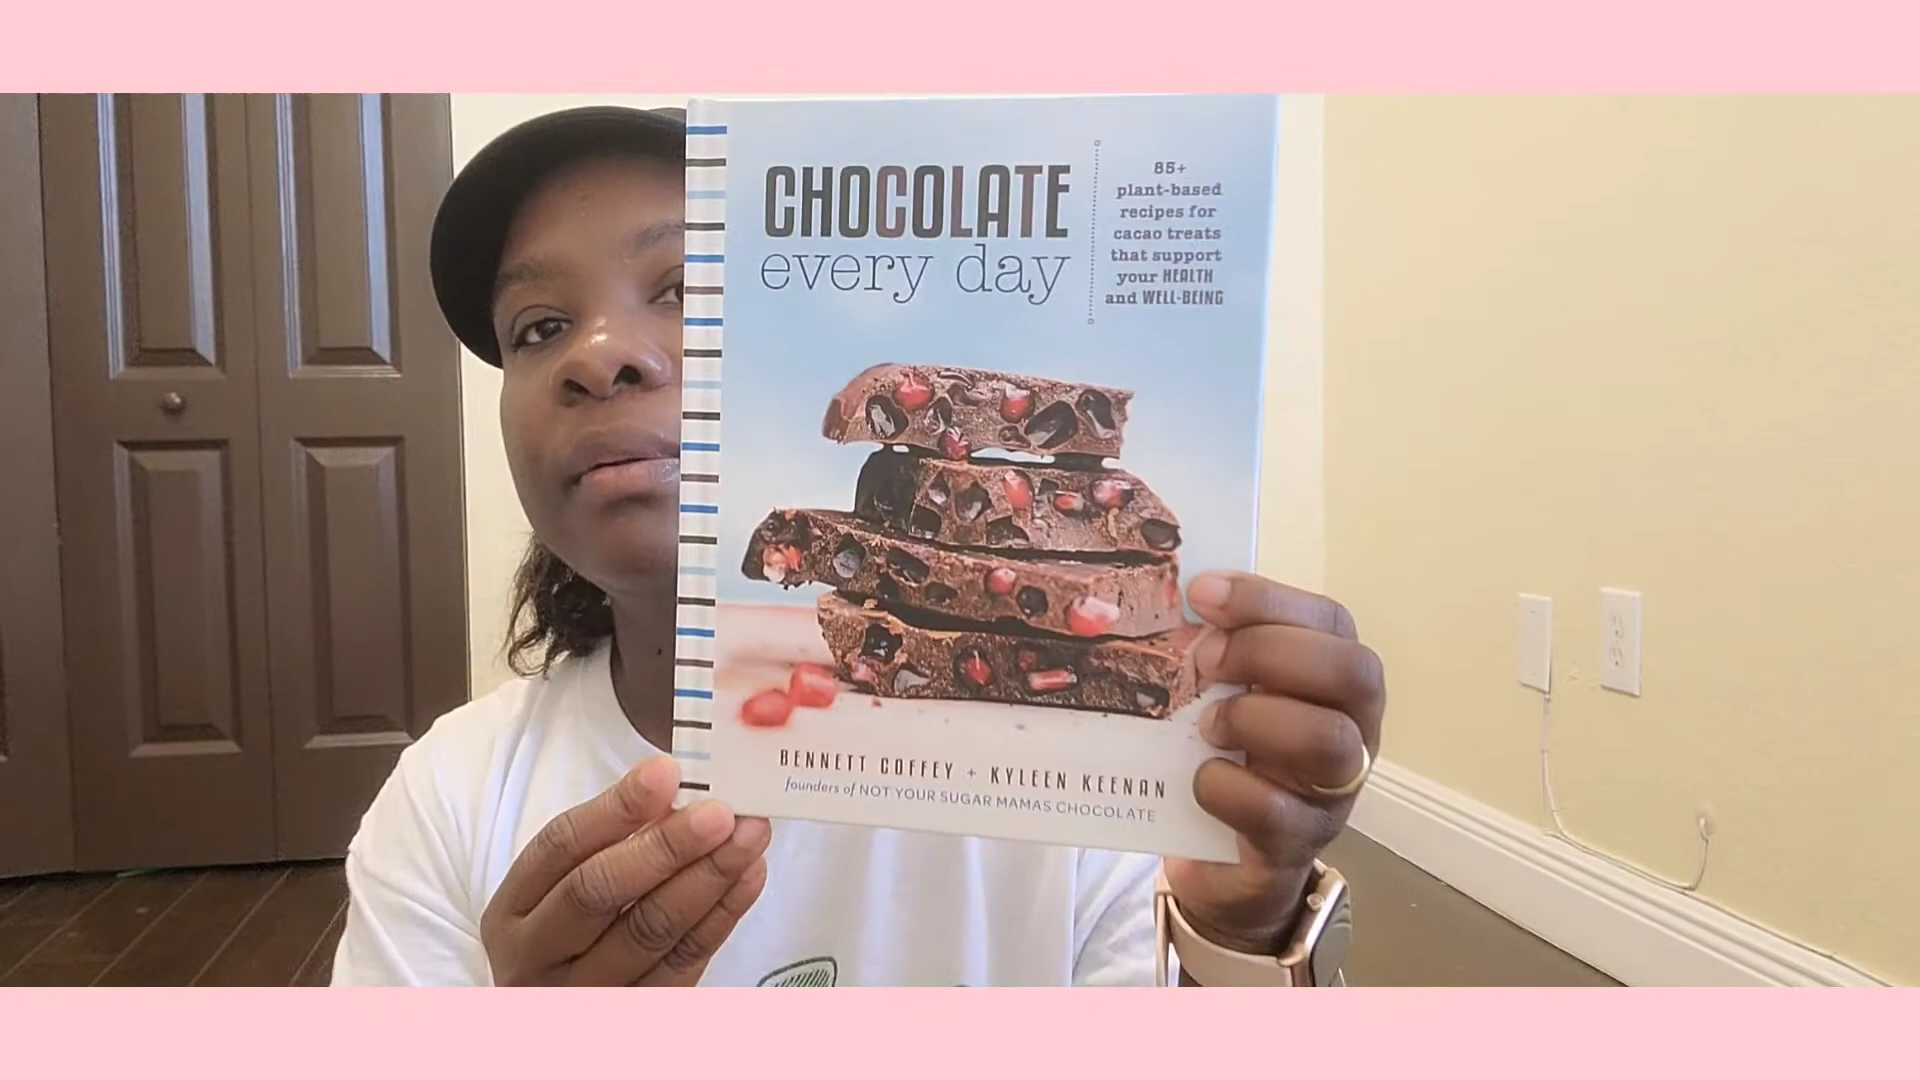 CHOCOLATE
every day
85+
plant-based
recipes for
cacao treats
that support
your HEALTH
and WELL-BEING
BENNETT COFFEY + KYLEEN KEENAN
founders of NOT YOUR SUGAR MAMAS CHOCOLATE